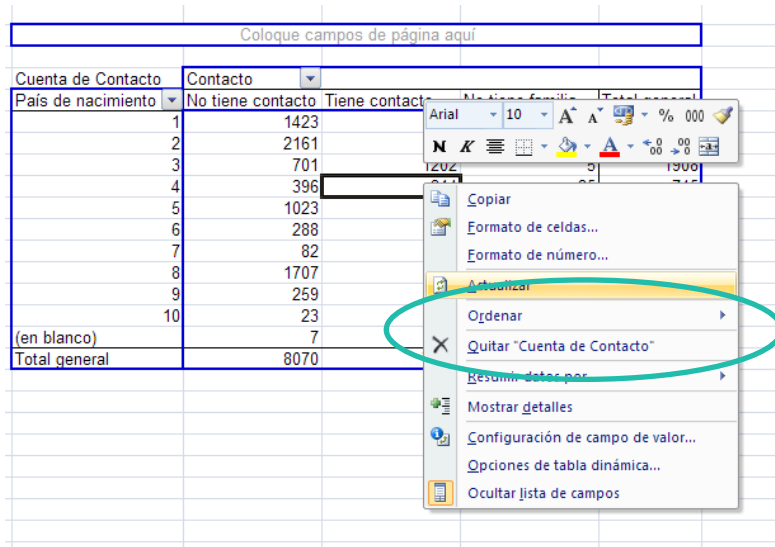 Coloque campos de página aquí
Cuenta de Contacto Contacto
País de nacimiento No tiene contacto Tiene contacto No tiene familia Total general
1 1423
2 2161
3 701 1202 5 1908
4 396
5 1023
6 288
7 82
8 1707
9 259
10 23
(en blanco) 7
Total general 8070
Arial 10 A A % 000
N K A
Copiar
Formato de celdas...
Formato de número...
Actualizar
Ordenar
Quitar "Cuenta de Contacto"
Resumir datos por
Mostrar detalles
Configuración de campo de valor...
Opciones de tabla dinámica...
Ocultar lista de campos